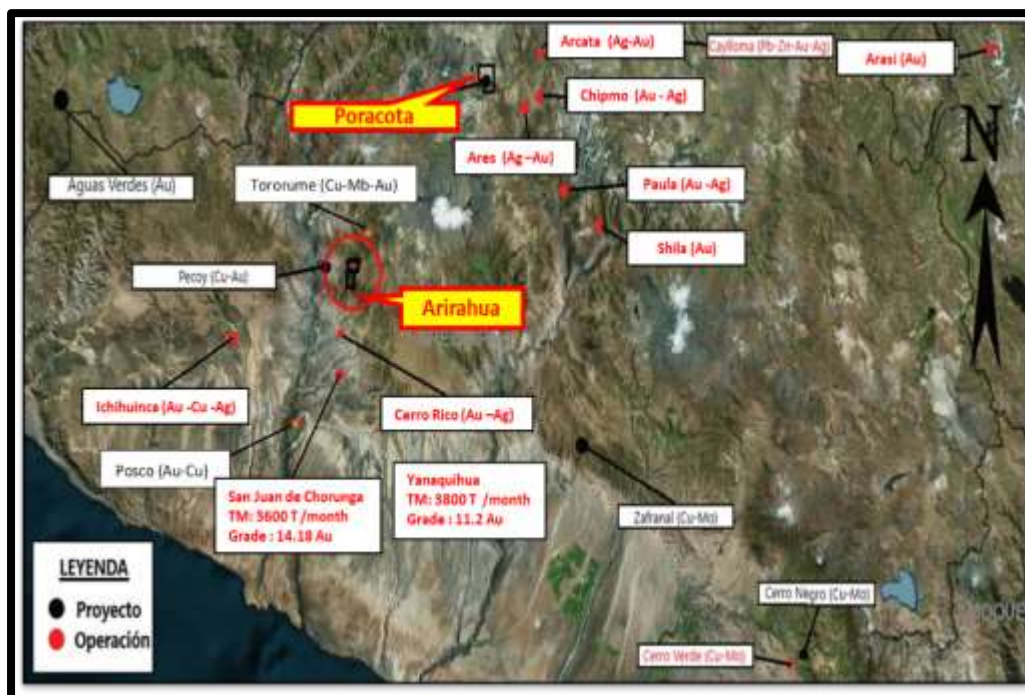 Arcata (Ag-Au)
Caylloma (Pb-Zn-Au-Ag)
Arasi (Au)
Chipmo (Au - Ag)
Poracota
N
Ares (Ag –Au)
Aguas Verdes (Au)
Tororume (Cu-Mb-Au)
Paula (Au -Ag)
Shila (Au)
Pecoy (Cu-Au)
Arirahua
Ichihuinca (Au -Cu -Ag)
Cerro Rico (Au –Ag)
Posco (Au-Cu)
San Juan de Chorunga
TM: 3600 T /month
Grade : 14.18 Au
Yanaquihua
TM: 3800 T /month
Grade : 11.2 Au
Zafranal (Cu-Mo)
LEYENDA
Proyecto
Operación
Cerro Negro (Cu-Mo)
Cerro Verde (Cu-Mo)